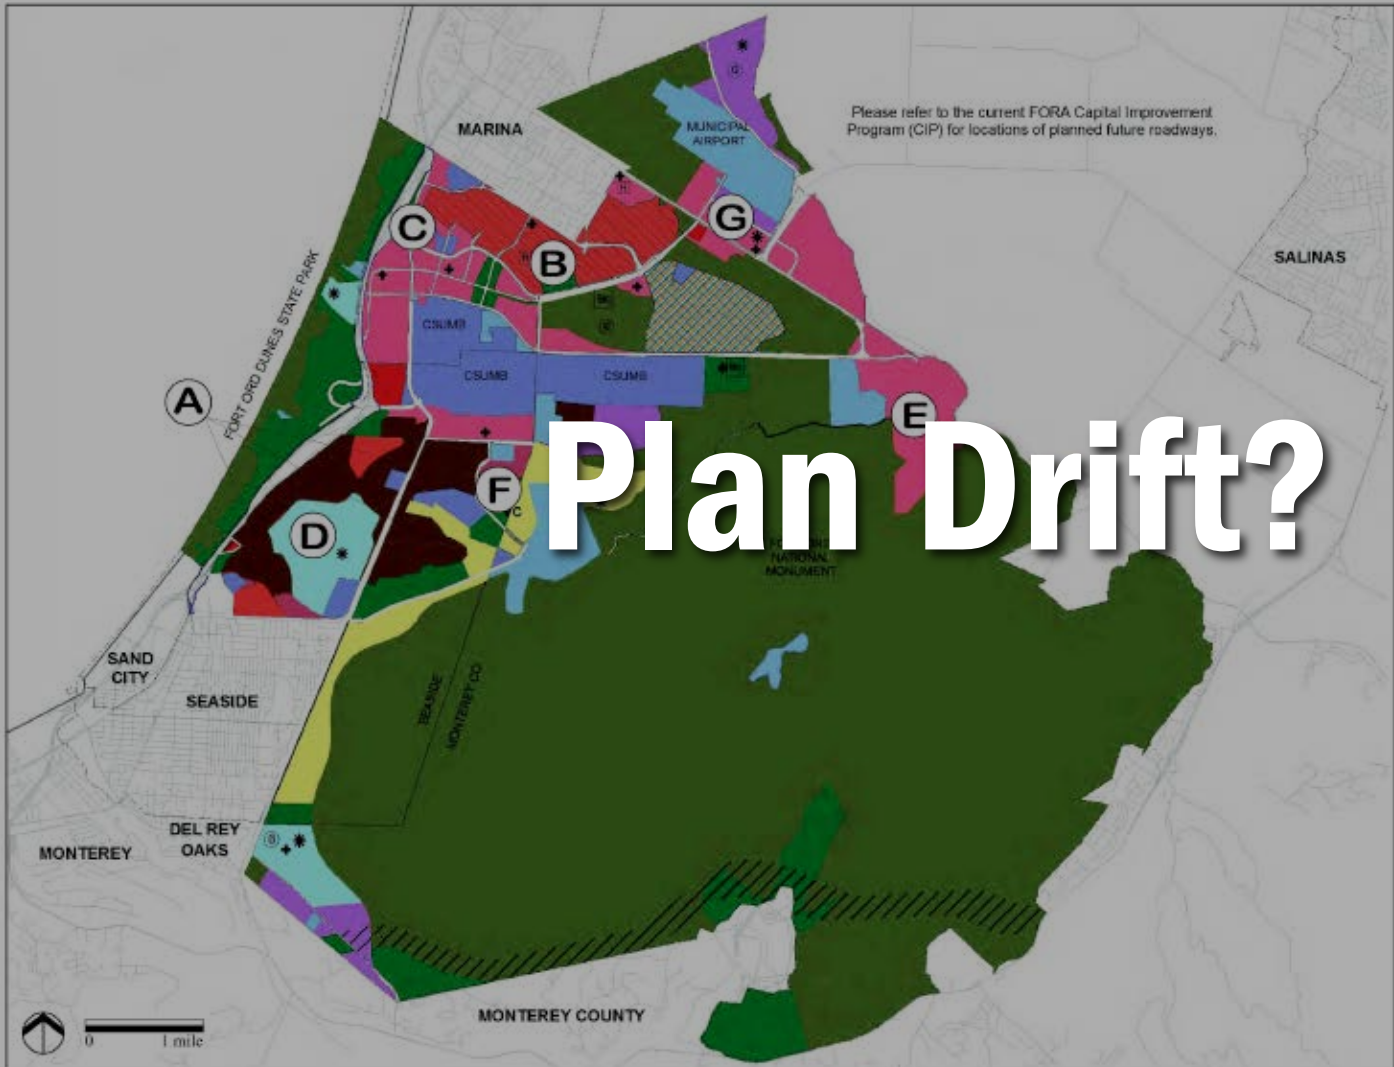 MARINA
Please refer to the current FORA Capital Improvement
Program (CIP) for locations of planned future roadways.
MUNICIPAL
AIRPORT
G
C
B
SALINAS
FORT ORD DUNES STATE PARK
CSUMB
CSUMB
CSUMB
A
E
Plan Drift?
F
C
D
NATIONAL
MONUMENT
SAND
CITY
SEASIDE
SEASIDE
MONTEREY CO
DEL REY
OAKS
MONTEREY
MONTEREY COUNTY
0
1 mile